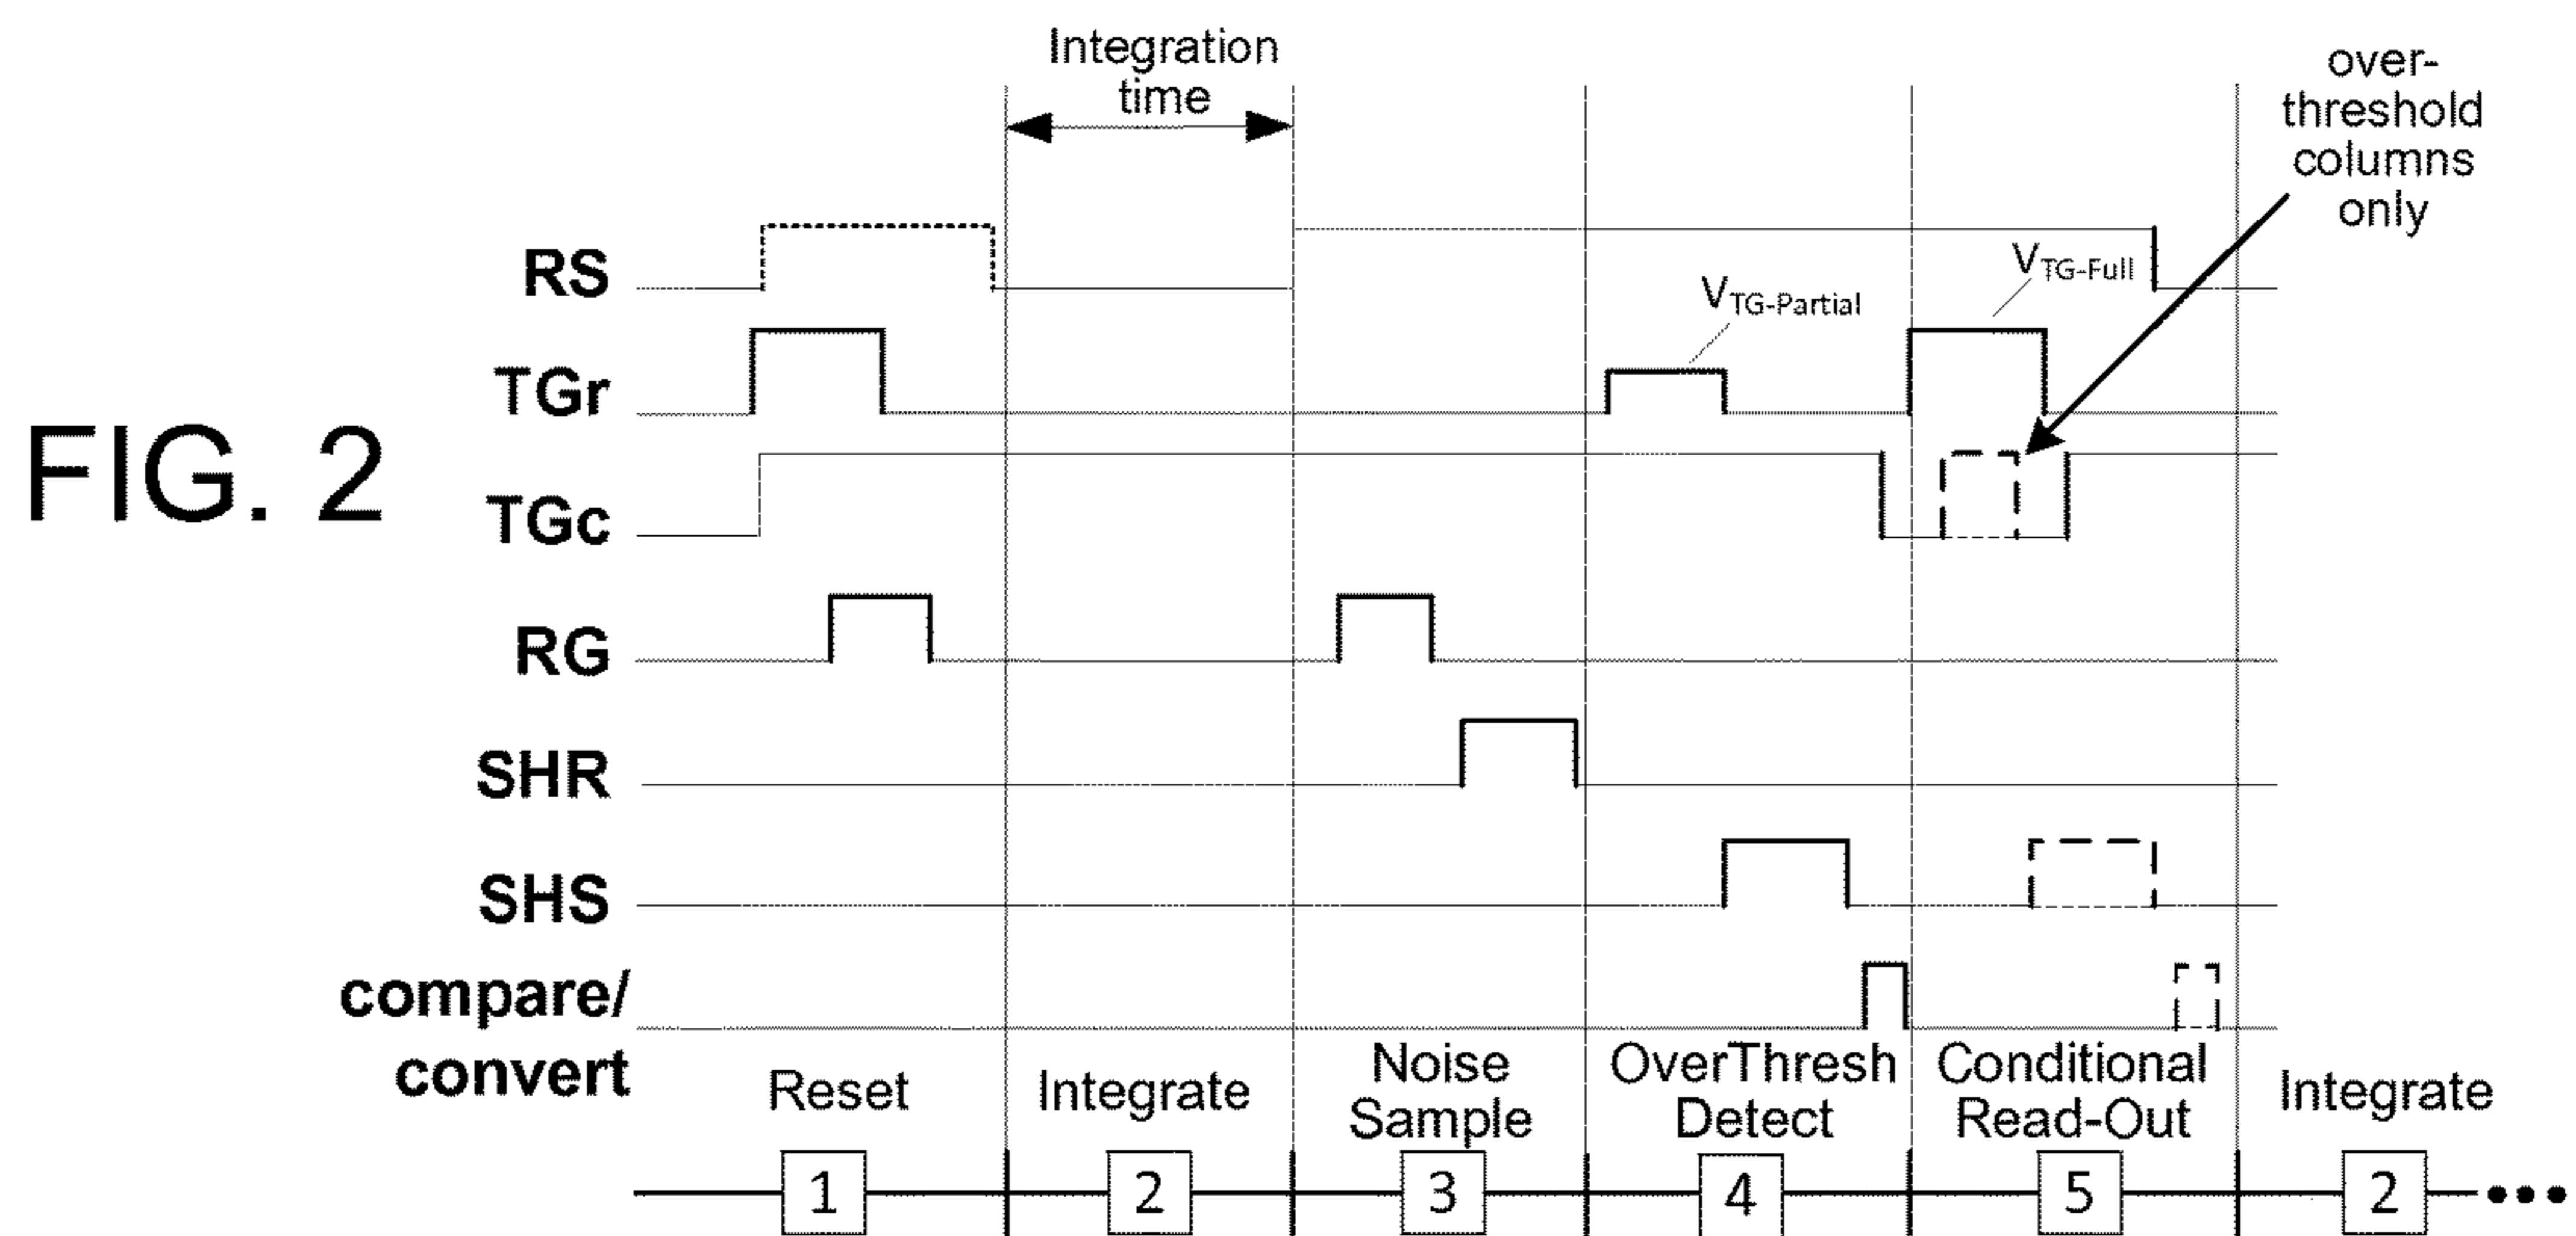 Integration
time
over-
threshold
columns
only
RS
VTG-Partial
VTG-Full
TGr
FIG. 2
TGc
RG
SHR
SHS
compare/
convert
Reset
Integrate
Noise
Sample
OverThresh
Detect
Conditional
Read-Out
Integrate
1
2
3
4
5
2